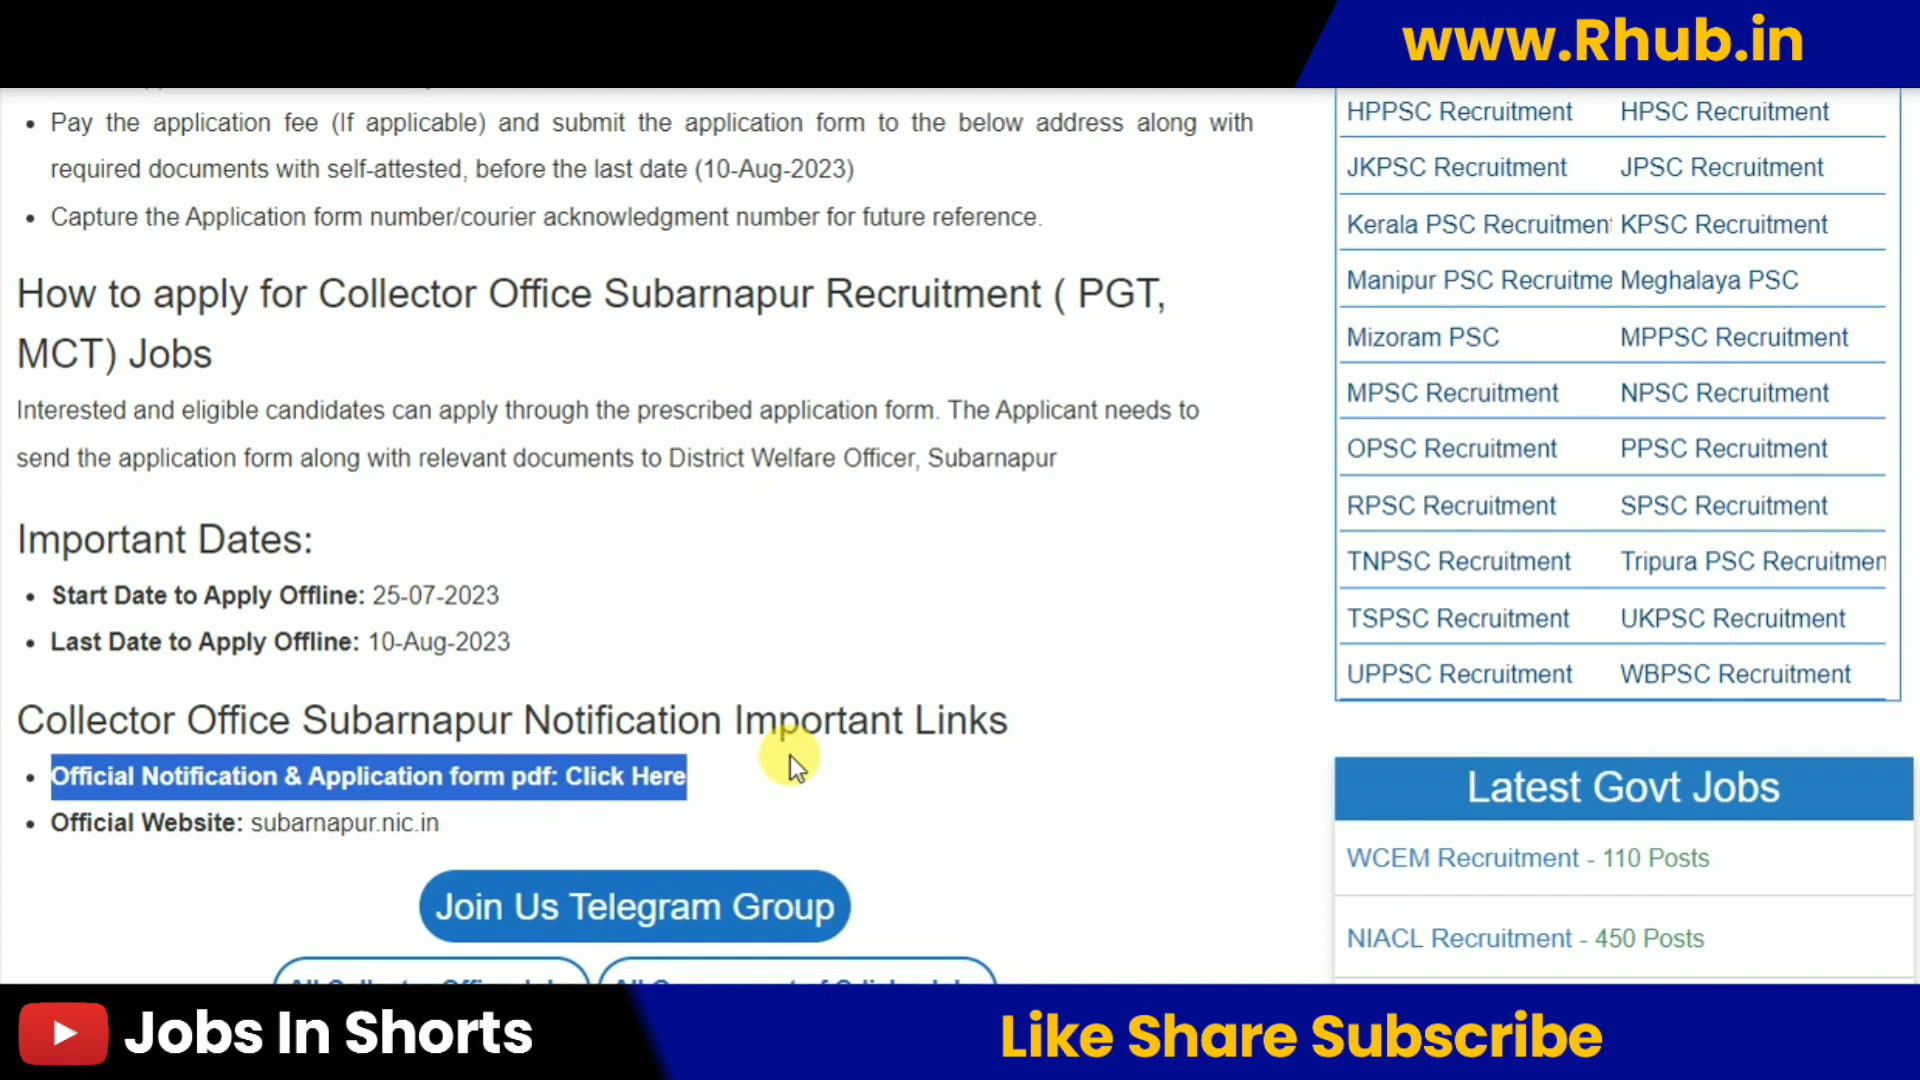 www.Rhub.in
• Pay the application fee (If applicable) and submit the application form to the below address along with
required documents with self-attested, before the last date (10-Aug-2023)
• Capture the Application form number/courier acknowledgment number for future reference.
How to apply for Collector Office Subarnapur Recruitment ( PGT,
MCT) Jobs
Interested and eligible candidates can apply through the prescribed application form. The Applicant needs to
send the application form along with relevant documents to District Welfare Officer, Subarnapur
Important Dates:
• Start Date to Apply Offline: 25-07-2023
• Last Date to Apply Offline: 10-Aug-2023
Collector Office Subarnapur Notification Important Links
• Official Notification & Application form pdf: Click Here
• Official Website: subarnapur.nic.in
Join Us Telegram Group
HPPSC Recruitment HPSC Recruitment
JKPSC Recruitment JPSC Recruitment
Kerala PSC Recruitment KPSC Recruitment
Manipur PSC Recruitme Meghalaya PSC
Mizoram PSC MPPSC Recruitment
MPSC Recruitment NPSC Recruitment
OPSC Recruitment PPSC Recruitment
RPSC Recruitment SPSC Recruitment
TNPSC Recruitment Tripura PSC Recruitmen
TSPSC Recruitment UKPSC Recruitment
UPPSC Recruitment WBPSC Recruitment
Latest Govt Jobs
WCEM Recruitment - 110 Posts
NIACL Recruitment - 450 Posts
Jobs In Shorts
Like Share Subscribe